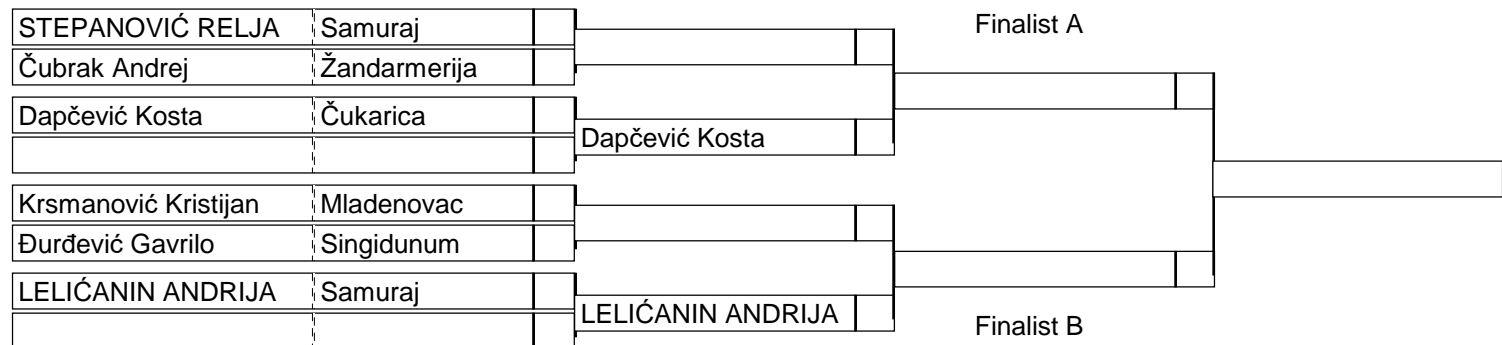 STEPANOVIĆ RELJA Samuraj Finalist A
Čubrak Andrej Žandarmerija
Dapčević Kosta Čukarica
Dapčević Kosta
Krsmanović Kristijan Mladenovac
Đurđević Gavrilo Singidunum
LELIĆANIN ANDRIJA Samuraj
LELIĆANIN ANDRIJA
Finalist B